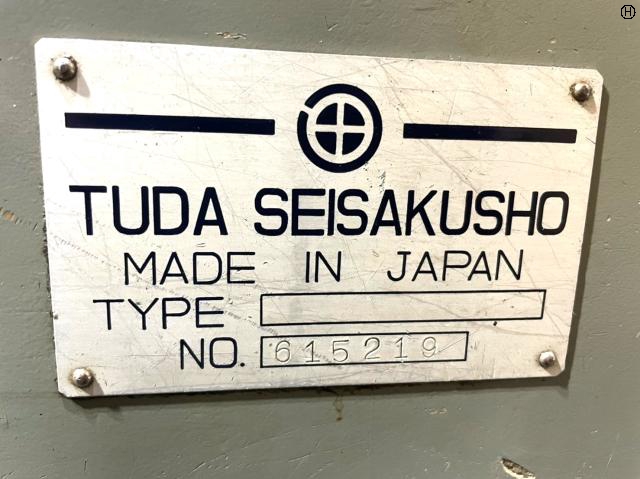 TUDA SEISAKUSHO
MADE IN JAPAN
TYPE
NO. 615219